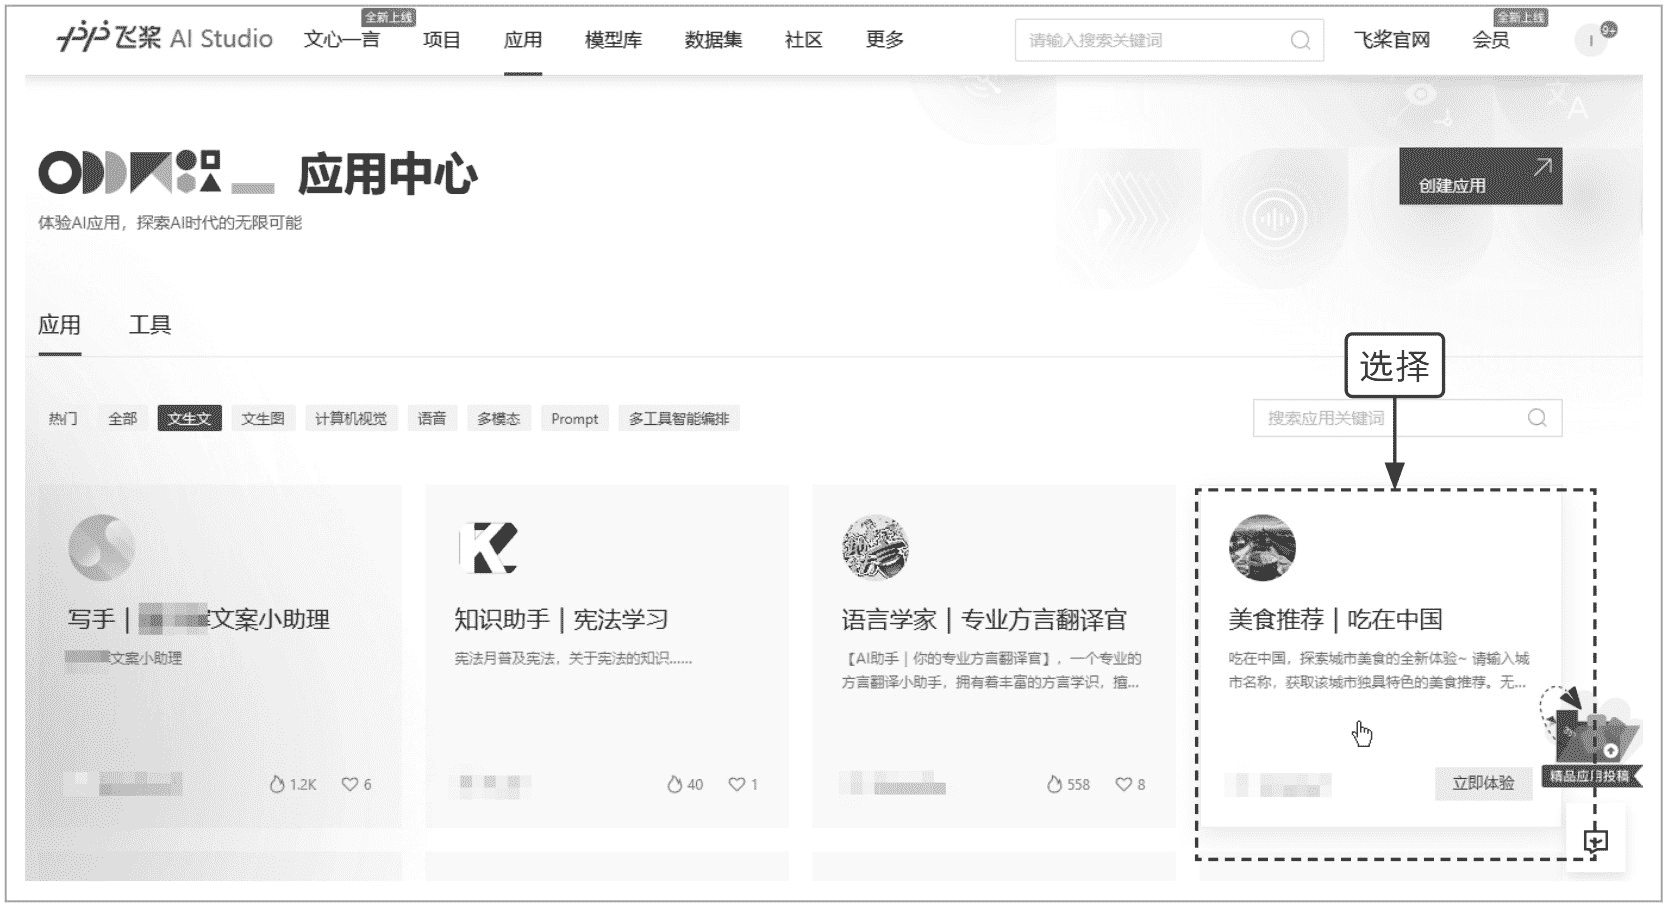 全新上线
全新上线
飞桨 AI Studio 文心一言 项目 应用 模型库 数据集 社区 更多 请输入搜索关键词 飞桨官网 会员 9+
应用中心
创建应用
体验AI应用，探索AI时代的无限可能
应用 工具
选择
热门 全部 文生文 文生图 计算机视觉 语音 多模态 Prompt 多工具智能编排 搜索应用关键词
写手 | 文案小助理
文案小助理
1.2K 6
知识助手 | 宪法学习
宪法月普及宪法，关于宪法的知识......
40 1
语言学家 | 专业方言翻译官
【AI助手 | 你的专业方言翻译官】，一个专业的
方言翻译小助手，拥有着丰富的方言学识，擅...
558 8
美食推荐 | 吃在中国
吃在中国，探索城市美食的全新体验~ 请输入城
市名称，获取该城市独具特色的美食推荐。无...
立即体验
精品应用投稿